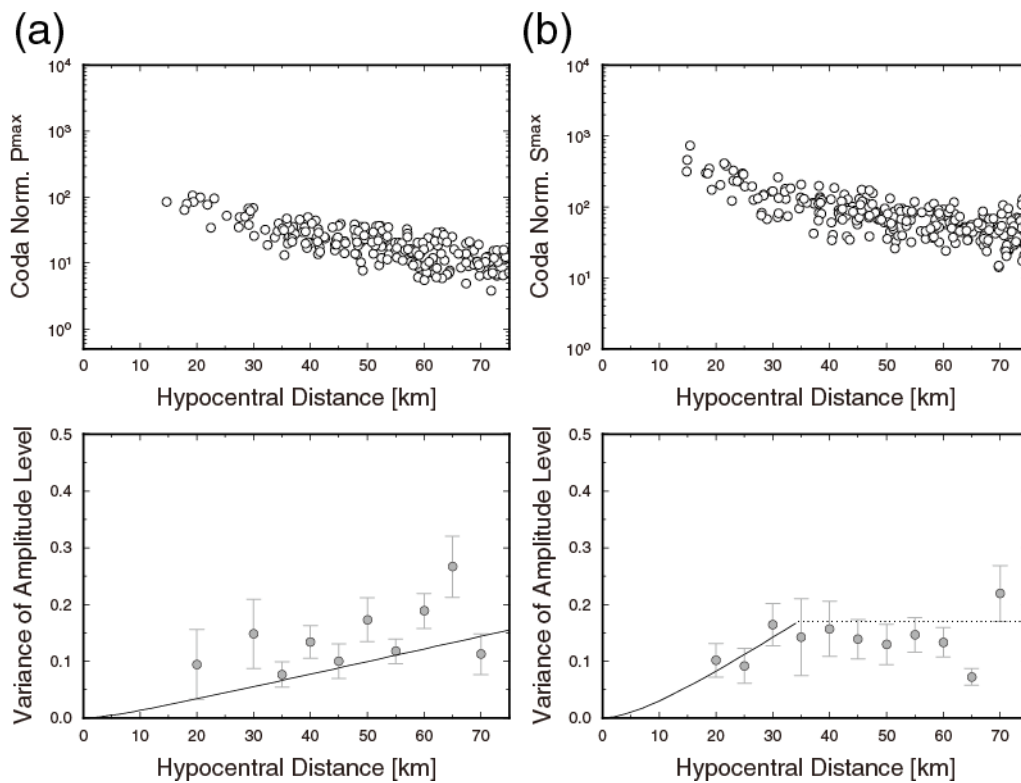 (a)
Coda Norm. Pmax
10⁴
10³
10²
10¹
10⁰
0 10 20 30 40 50 60 70
Hypocentral Distance [km]
(b)
Coda Norm. Smax
10⁴
10³
10²
10¹
10⁰
0 10 20 30 40 50 60 70
Hypocentral Distance [km]
Variance of Amplitude Level
0.5
0.4
0.3
0.2
0.1
0.0
0 10 20 30 40 50 60 70
Hypocentral Distance [km]
Variance of Amplitude Level
0.5
0.4
0.3
0.2
0.1
0.0
0 10 20 30 40 50 60 70
Hypocentral Distance [km]